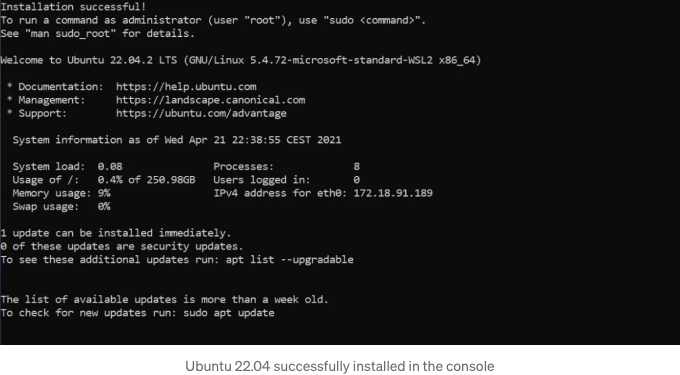 Installation successful!
To run a command as administrator (user "root"), use "sudo <command>".
See "man sudo_root" for details.
Welcome to Ubuntu 22.04.2 LTS (GNU/Linux 5.4.72-microsoft-standard-WSL2 x86_64)
* Documentation: https://help.ubuntu.com
* Management: https://landscape.canonical.com
* Support: https://ubuntu.com/advantage
System information as of Wed Apr 21 22:38:55 CEST 2021
System load: 0.08 Processes: 8
Usage of /: 0.4% of 250.98GB Users logged in: 0
Memory usage: 9% IPv4 address for eth0: 172.18.91.189
Swap usage: 0%
1 update can be installed immediately.
0 of these updates are security updates.
To see these additional updates run: apt list --upgradable
The list of available updates is more than a week old.
To check for new updates run: sudo apt update
Ubuntu 22.04 successfully installed in the console